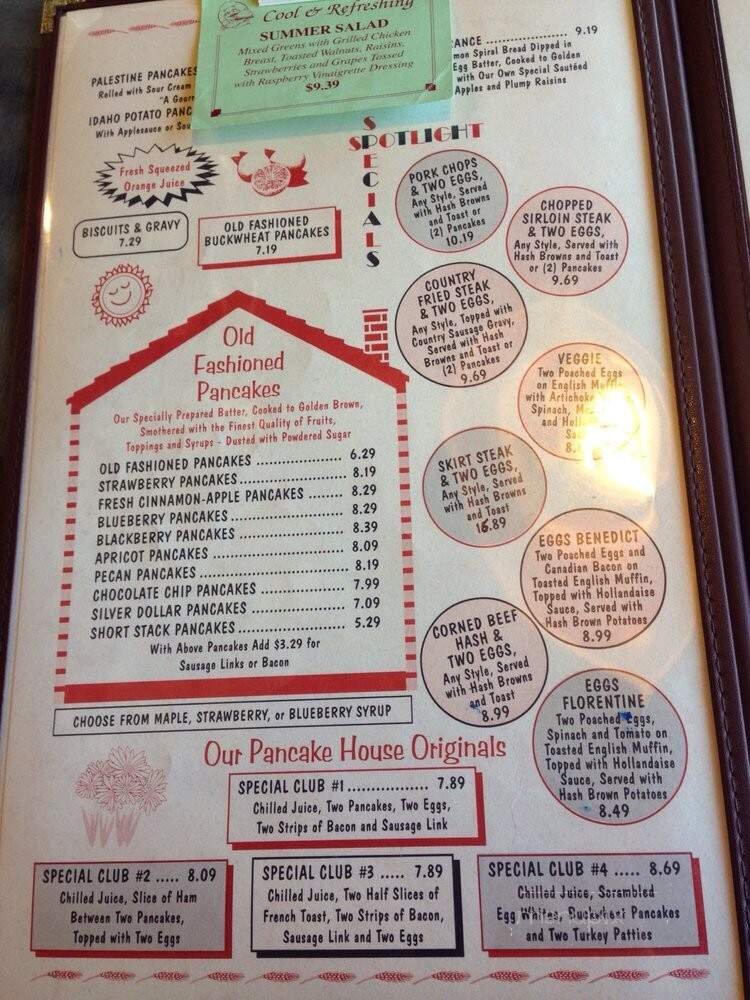 Cool & Refreshing
SUMMER SALAD
Mixed Greens with Grilled Chicken
Breast, Toasted Walnuts, Raisins,
Strawberries and Grapes Tossed
with Raspberry Vinaigrette Dressing
$9.39
9.19
Spiral Bread Dipped in
Egg Batter, Cooked to Golden
with Our Own Special Sautéed
Apples and Plump Raisins
PALESTINE PANCAKES
Rolled with Sour Cream
"A
IDAHO POTATO
With Applesauce or
Fresh Squeezed
Orange Juice
BISCUITS & GRAVY
7.29
OLD FASHIONED
BUCKWHEAT PANCAKES
7.19
SPOTLIGHT
SPECIALS
PORK CHOPS
& TWO EGGS,
Any Style, Served
with Hash Browns
and Toast or
(2) Pancakes
10.19
CHOPPED
SIRLOIN STEAK
& TWO EGGS,
Any Style, Served with
Hash Browns and Toast
or (2) Pancakes
9.69
COUNTRY
FRIED STEAK
& TWO EGGS,
Any Style, Topped with
Country Sausage Gravy,
Served with Hash
Browns and Toast or
(2) Pancakes
9.69
VEGGIE
Two Poached Eggs
on English
with
Spinach,
and
SKIRT STEAK
& TWO EGGS,
Any Style, Served
with Hash Browns
and Toast
16.89
EGGS BENEDICT
Two Poached Eggs and
Canadian Bacon on
Toasted English Muffin,
Topped with Hollandaise
Sauce, Served with
Hash Brown Potatoes
8.99
CORNED BEEF
HASH &
TWO EGGS,
Any Style, Served
with Hash Browns
and Toast
8.99
EGGS
FLORENTINE
Two Poached Eggs,
Spinach and Tomato on
Toasted English Muffin,
Topped with Hollandaise
Sauce, Served with
Hash Brown Potatoes
8.49
Old
Fashioned
Pancakes
Our Specially Prepared Batter, Cooked to Golden Brown,
Smothered with the Finest Quality of Fruits,
Toppings and Syrups - Dusted with Powdered Sugar
OLD FASHIONED PANCAKES .................. 6.29
STRAWBERRY PANCAKES...................... 8.19
FRESH CINNAMON-APPLE PANCAKES ........ 8.29
BLUEBERRY PANCAKES........................ 8.29
BLACKBERRY PANCAKES....................... 8.39
APRICOT PANCAKES ........................... 8.09
PECAN PANCAKES.............................. 8.19
CHOCOLATE CHIP PANCAKES ................ 7.99
SILVER DOLLAR PANCAKES ................... 7.09
SHORT STACK PANCAKES..................... 5.29
With Above Pancakes Add $3.29 for
Sausage Links or Bacon
CHOOSE FROM MAPLE, STRAWBERRY, or BLUEBERRY SYRUP
Our Pancake House Originals
SPECIAL CLUB #1................. 7.89
Chilled Juice, Two Pancakes, Two Eggs,
Two Strips of Bacon and Sausage Link
SPECIAL CLUB #2 ..... 8.09
Chilled Juice, Slice of Ham
Between Two Pancakes,
Topped with Two Eggs
SPECIAL CLUB #3 ..... 7.89
Chilled Juice, Two Half Slices of
French Toast, Two Strips of Bacon,
Sausage Link and Two Eggs
SPECIAL CLUB #4 ..... 8.69
Chilled Juice, Scrambled
Egg Whites, Buckwheat Pancakes
and Two Turkey Patties